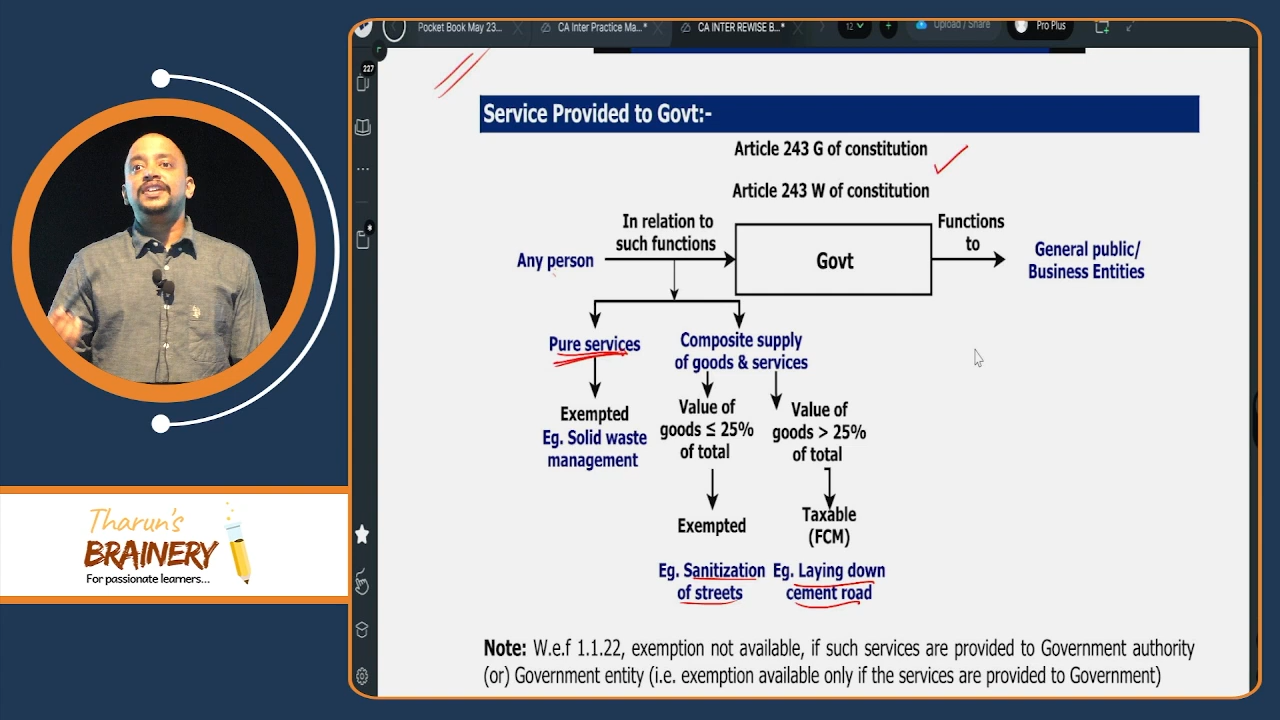 Pocket Book May 23...
CA Inter Practice Ma...*
CA INTER REWISE B...*
12
Upload / Share
Pro Plus
227
Service Provided to Govt:-
Article 243 G of constitution
Article 243 W of constitution
In relation to
such functions
Functions
to
Any person
Govt
General public/
Business Entities
Pure services
Composite supply
of goods & services
Exempted
Eg. Solid waste
management
Value of
goods ≤ 25%
of total
Value of
goods > 25%
of total
Exempted
Taxable
(FCM)
Eg. Sanitization
of streets
Eg. Laying down
cement road
Note: W.e.f 1.1.22, exemption not available, if such services are provided to Government authority
(or) Government entity (i.e. exemption available only if the services are provided to Government)
Tharun's
BRAINERY
For passionate learners...